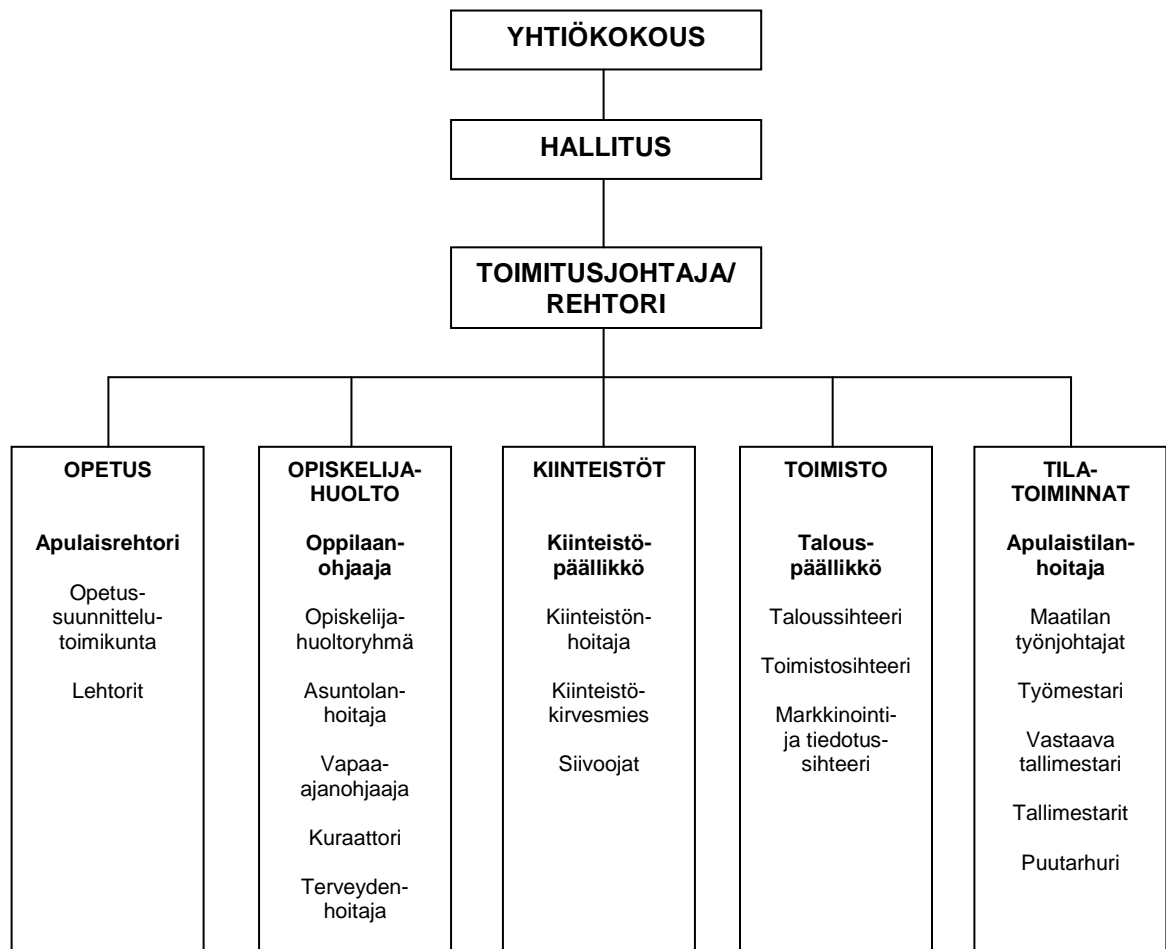 YHTIÖKOKOUS
HALLITUS
TOIMITUSJOHTAJA/
REHTORI
OPETUS
Apulaisrehtori
Opetus-
suunnittelu-
toimikunta
Lehtorit
OPISKELIJA-
HUOLTO
Oppilaan-
ohjaaja
Opiskelija-
huoltoryhmä
Asuntolan-
hoitaja
Vapaa-
ajanohjaaja
Kuraattori
Terveyden-
hoitaja
KIINTEISTÖT
Kiinteistö-
päällikkö
Kiinteistön-
hoitaja
Kiinteistö-
kirvesmies
Siivoojat
TOIMISTO
Talous-
päällikkö
Taloussihteeri
Toimistosihteeri
Markkinointi-
ja tiedotus-
sihteeri
TILA-
TOIMINNAT
Apulaistilan-
hoitaja
Maatilan
työnjohtajat
Työmestari
Vastaava
tallimestari
Tallimestarit
Puutarhuri